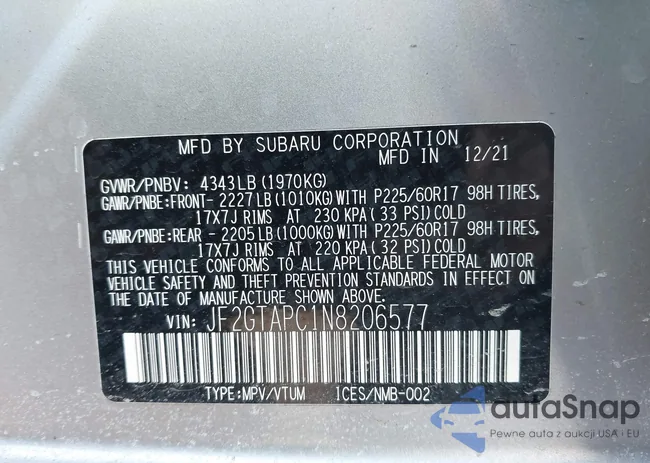 MFD BY SUBARU CORPORATION
MFD IN 12/21
GVWR/PNBV: 4343LB(1970KG)
GAWR/PNBE:FRONT- 2227LB(1010KG)WITH P225/60R17 98H TIRES,
17X7J RIMS AT 230 KPA( 33 PSI)COLD
GAWR/PNBE:REAR - 2205LB(1000KG)WITH P225/60R17 98H TIRES,
17X7J RIMS AT 220 KPA( 32 PSI)COLD
THIS VEHICLE CONFORMS TO ALL APPLICABLE FEDERAL MOTOR
VEHICLE SAFETY AND THEFT PREVENTION STANDARDS IN EFFECT ON
THE DATE OF MANUFACTURE SHOWN ABOVE.
VIN: JF2GTAPC1N8206577
TYPE:MPV/VTUM ICES/NMB-002
autaSnap
Pewne auta z aukcji USA i EU